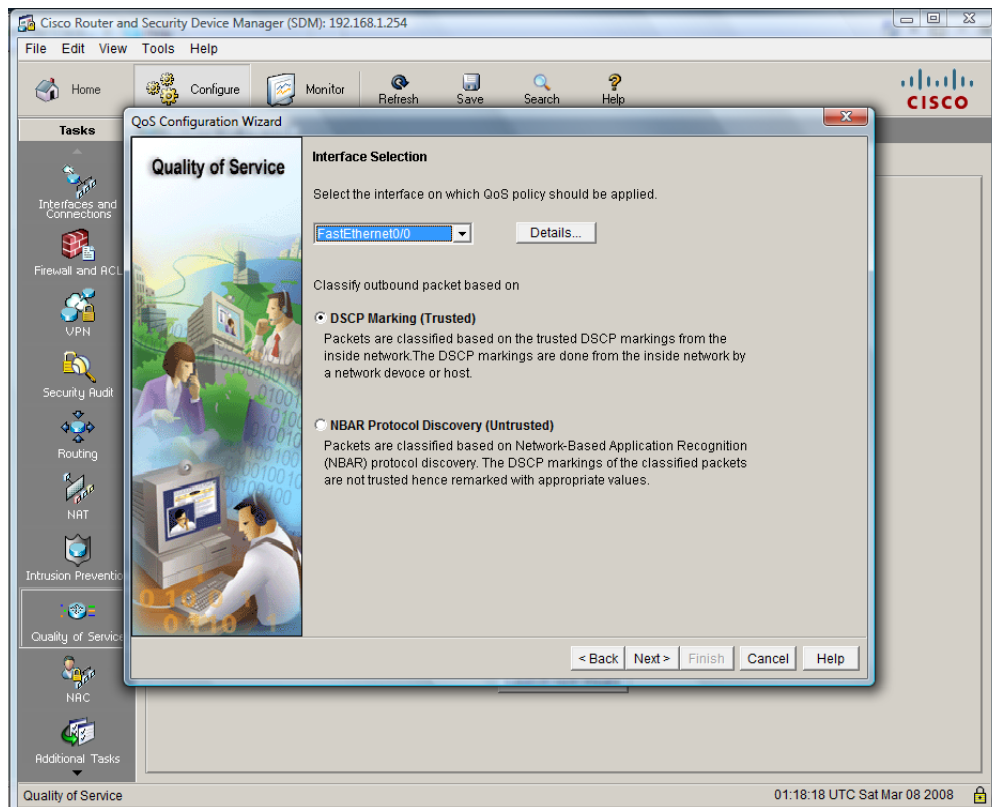 Cisco Router and Security Device Manager (SDM): 192.168.1.254
File Edit View Tools Help
Home
Configure
Monitor
Refresh
Save
Search
Help
CISCO
Tasks
Interfaces and
Connections
Firewall and ACL
VPN
Security Audit
Routing
NAT
Intrusion Preventio
Quality of Service
NAC
Additional Tasks
QoS Configuration Wizard
Quality of Service
Interface Selection
Select the interface on which QoS policy should be applied.
FastEthernet0/0
Details...
Classify outbound packet based on
DSCP Marking (Trusted)
Packets are classified based on the trusted DSCP markings from the
inside network.The DSCP markings are done from the inside network by
a network devoce or host.
NBAR Protocol Discovery (Untrusted)
Packets are classified based on Network-Based Application Recognition
(NBAR) protocol discovery. The DSCP markings of the classified packets
are not trusted hence remarked with appropriate values.
< Back Next > Finish Cancel Help
Quality of Service
01:18:18 UTC Sat Mar 08 2008